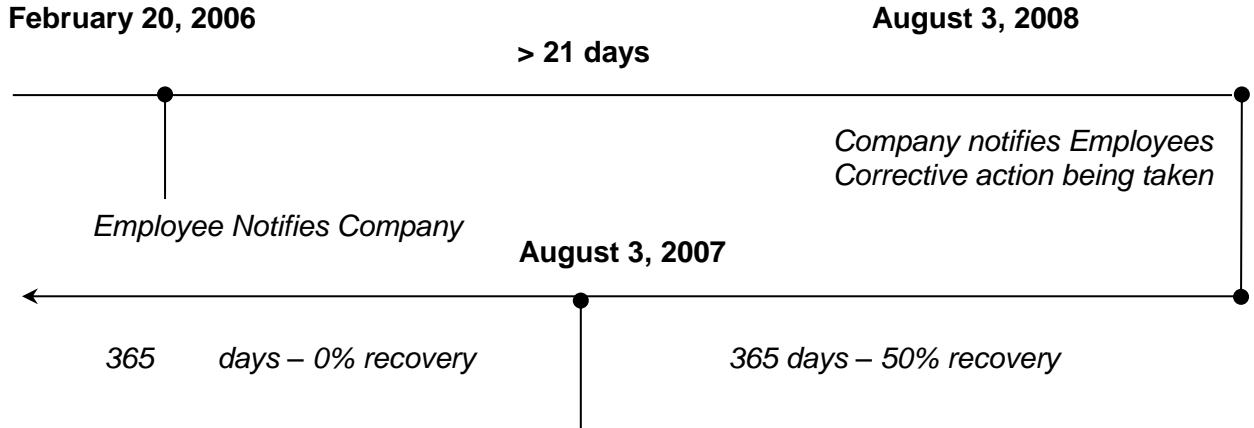 February 20, 2006
August 3, 2008
> 21 days
Company notifies Employees
Corrective action being taken
Employee Notifies Company
August 3, 2007
365 days – 0% recovery
365 days – 50% recovery